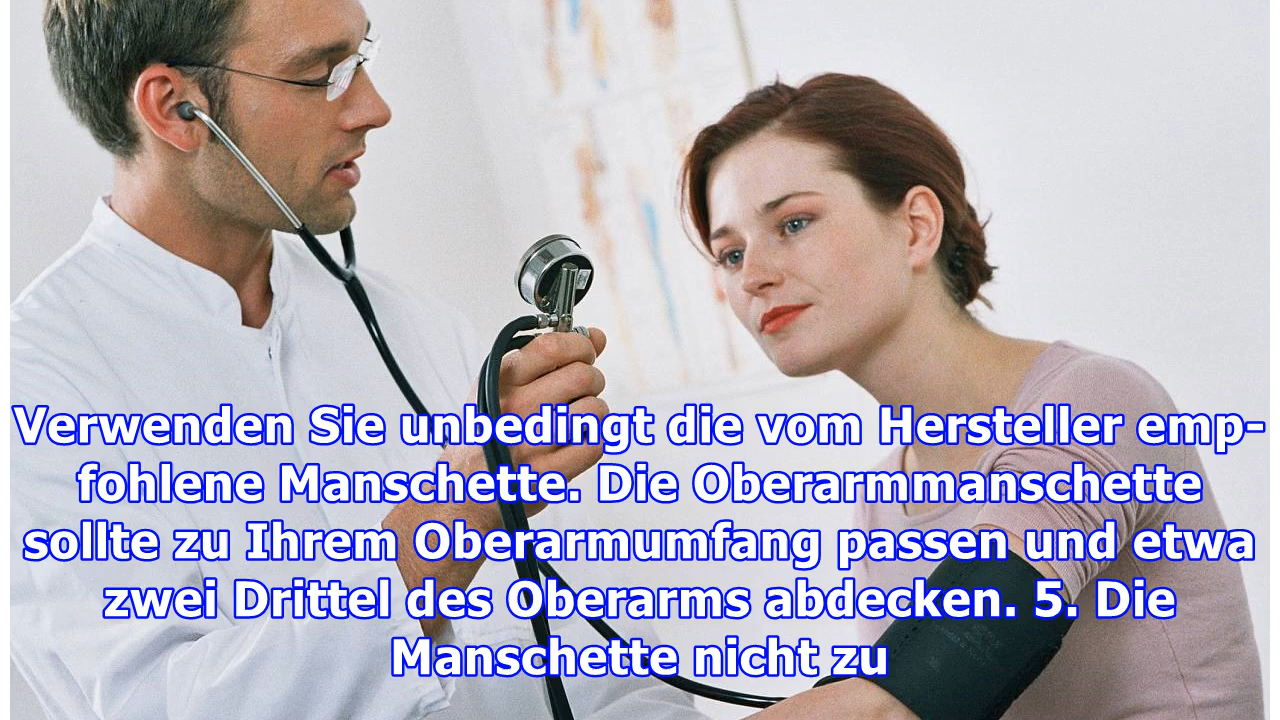 Verwenden Sie unbedingt die vom Hersteller emp-
fohlene Manschette. Die Oberarmmanschette
sollte zu Ihrem Oberarmumfang passen und etwa
zwei Drittel des Oberarms abdecken. 5. Die
Manschette nicht zu